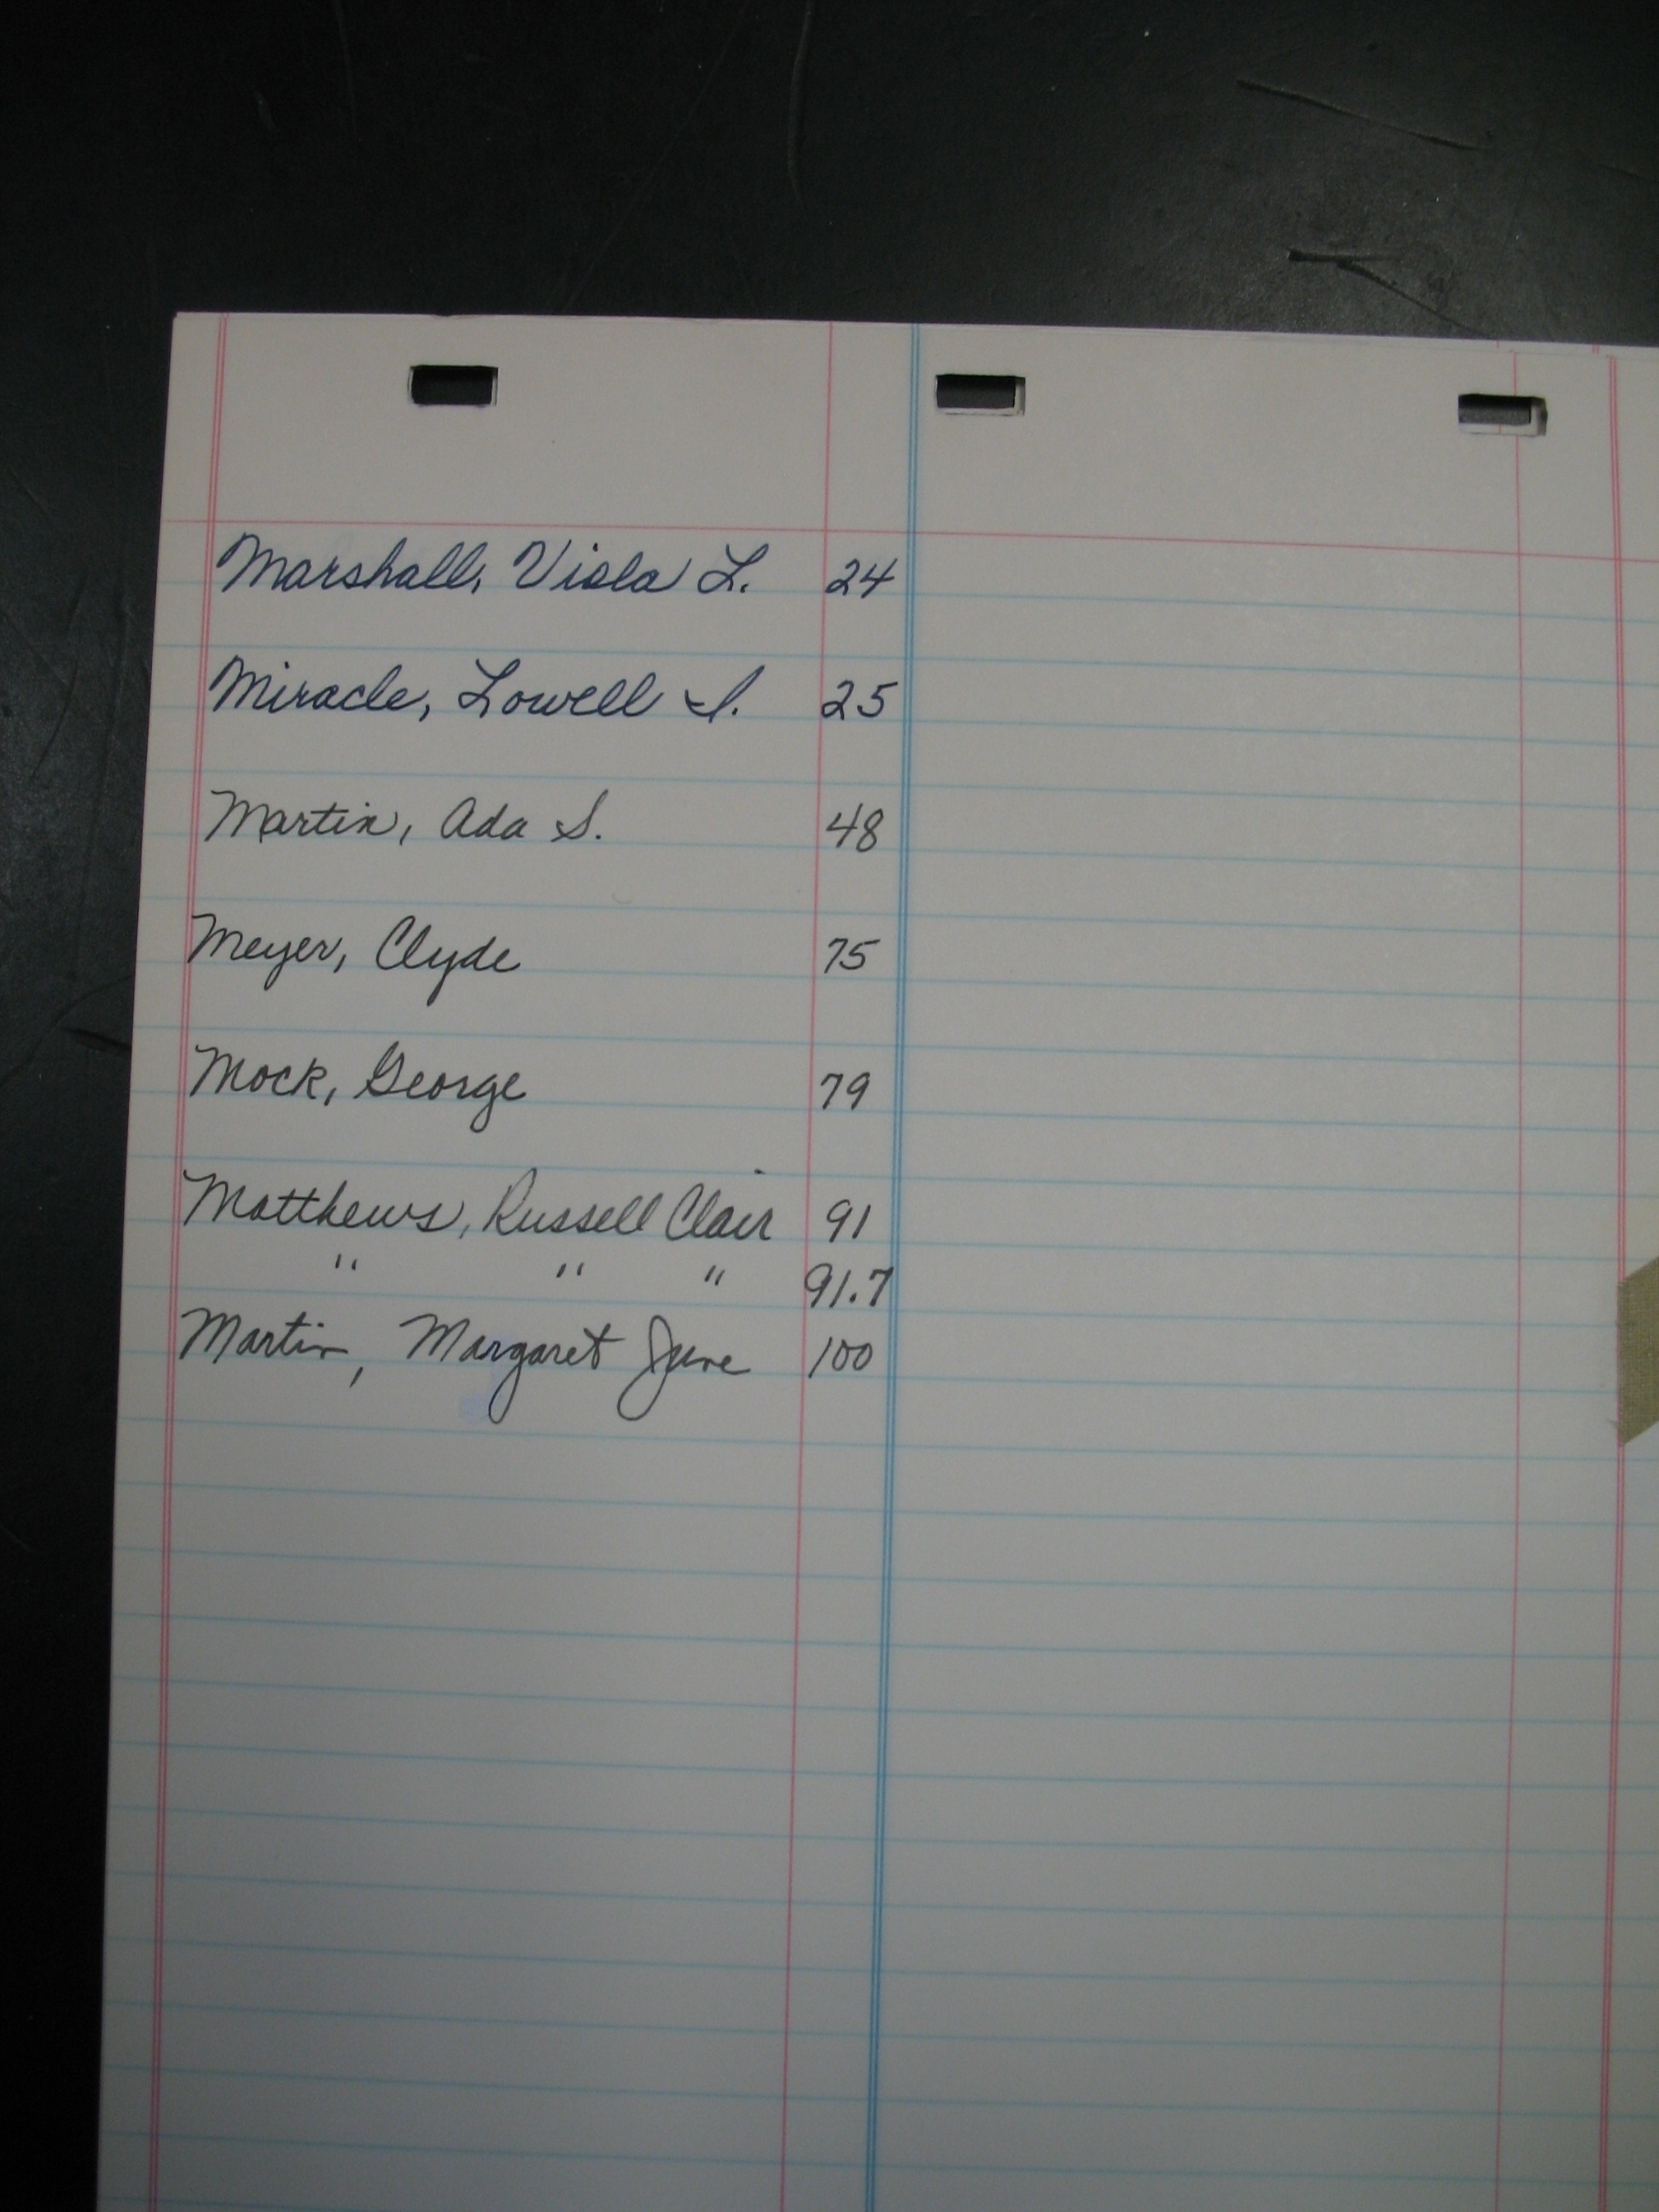 Marshall, Viola L. 24
Miracle, Lowell S. 25
Martin, Ada S. 48
Meyer, Clyde 75
Mock, George 79
Matthews, Russell Clair 91
" " " 91.7
Martin, Margaret June 100